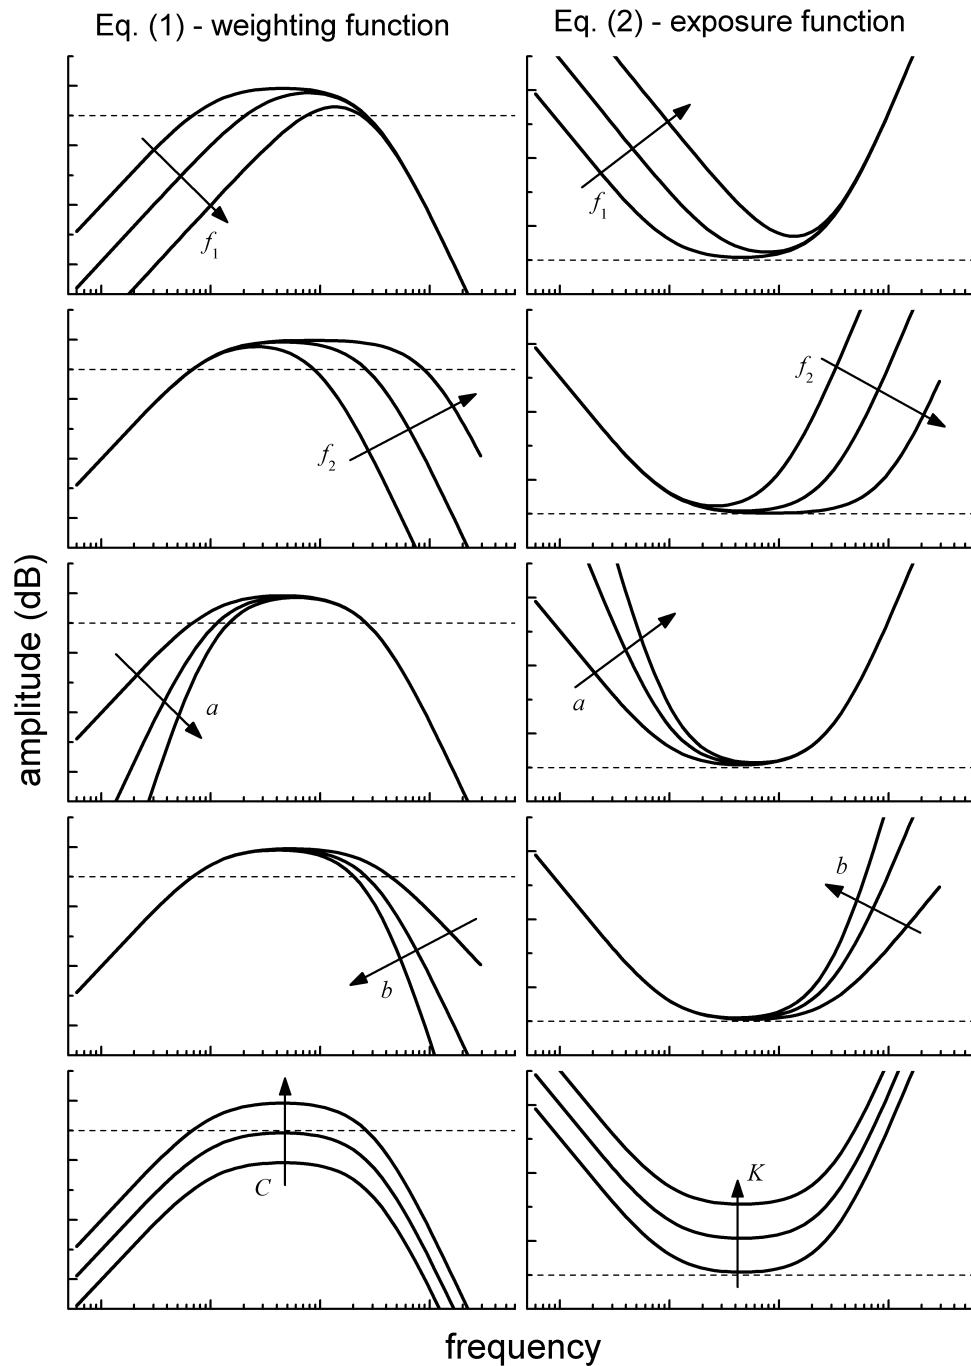 Eq. (1) - weighting function
Eq. (2) - exposure function
f1
f1
f2
f2
a
a
b
b
C
K
amplitude (dB)
frequency